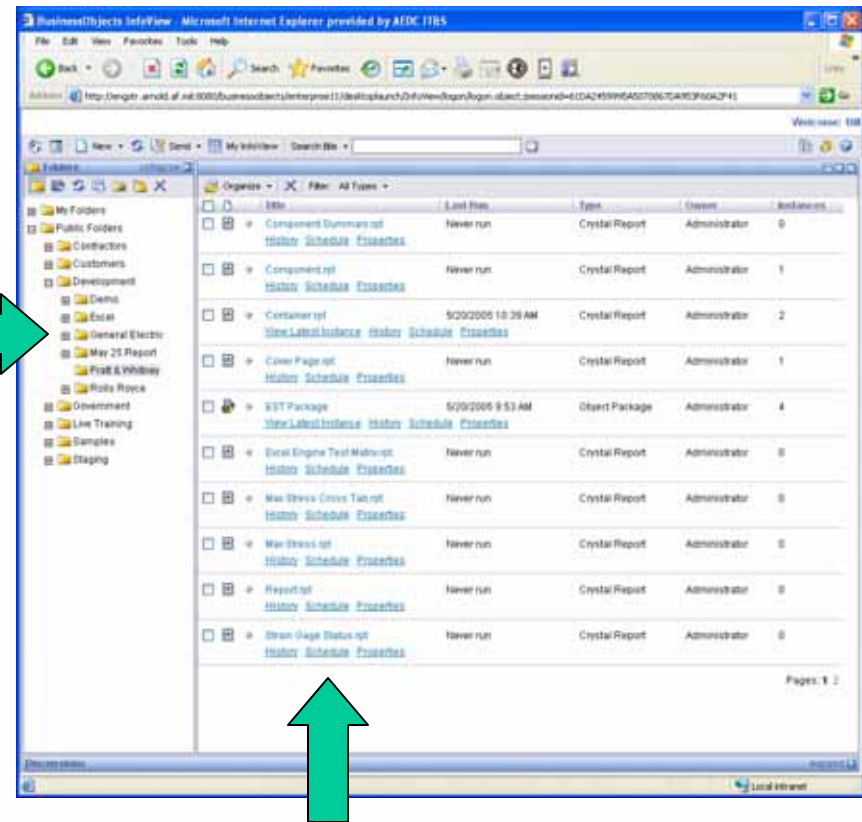 BusinessObjects InfoView - Microsoft Internet Explorer provided by AEDC ITBS
File Edit View Favorites Tools Help
Back Search Favorites
Address
Go
Welcome:
New Send My InfoView Search title
Folders
Organize Filter: All Types
My Folders
Public Folders
Contractors
Customers
Development
Demo
Excel
General Electric
May 25 Report
Pratt & Whitney
Rolls Royce
Government
Live Training
Samples
Staging
Title Last Run Type Owner Instances
Component Summary.rpt Never run Crystal Report Administrator 0
History Schedule Properties
Component.rpt Never run Crystal Report Administrator 1
History Schedule Properties
Container.rpt 5/20/2005 10:39 AM Crystal Report Administrator 2
View Latest Instance History Schedule Properties
Cover Page.rpt Never run Crystal Report Administrator 1
History Schedule Properties
EST Package 5/20/2005 9:53 AM Object Package Administrator 4
View Latest Instance History Schedule Properties
Excel Engine Test Matrix.rpt Never run Crystal Report Administrator 0
History Schedule Properties
Max Stress Cross Tab.rpt Never run Crystal Report Administrator 0
History Schedule Properties
Max Stress.rpt Never run Crystal Report Administrator 0
History Schedule Properties
Report.rpt Never run Crystal Report Administrator 0
History Schedule Properties
Strain Gage Status.rpt Never run Crystal Report Administrator 0
History Schedule Properties
Pages: 1 2
Discussions
Local intranet